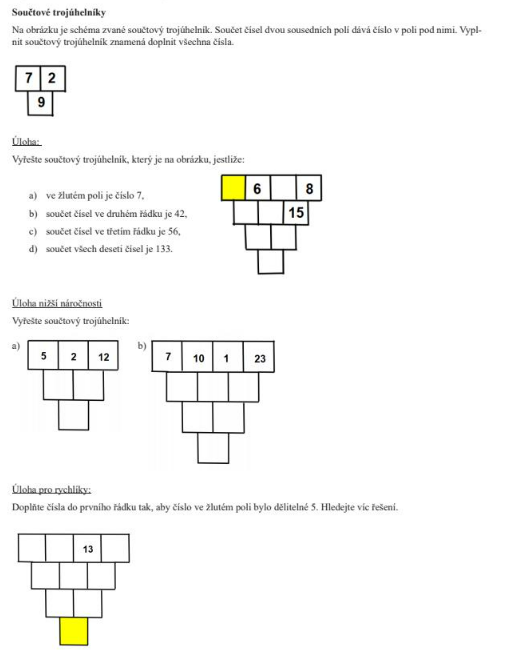 Součtové trojúhelníky
Na obrázku je schéma zvané součtový trojúhelník. Součet čísel dvou sousedních polí dává číslo v poli pod nimi. Vypl-
nit součtový trojúhelník znamená doplnit všechna čísla.
7 2
9
Úloha:
Vyřešte součtový trojúhelník, který je na obrázku, jestliže:
a) ve žlutém poli je číslo 7,
b) součet čísel ve druhém řádku je 42,
c) součet čísel ve třetím řádku je 56,
d) součet všech deseti čísel je 133.
6 8
15
Úloha nižší náročnosti
Vyřešte součtový trojúhelník:
a) 5 2 12
b) 7 10 1 23
Úloha pro rychlíky:
Doplňte čísla do prvního řádku tak, aby číslo ve žlutém poli bylo dělitelné 5. Hledejte víc řešení.
13